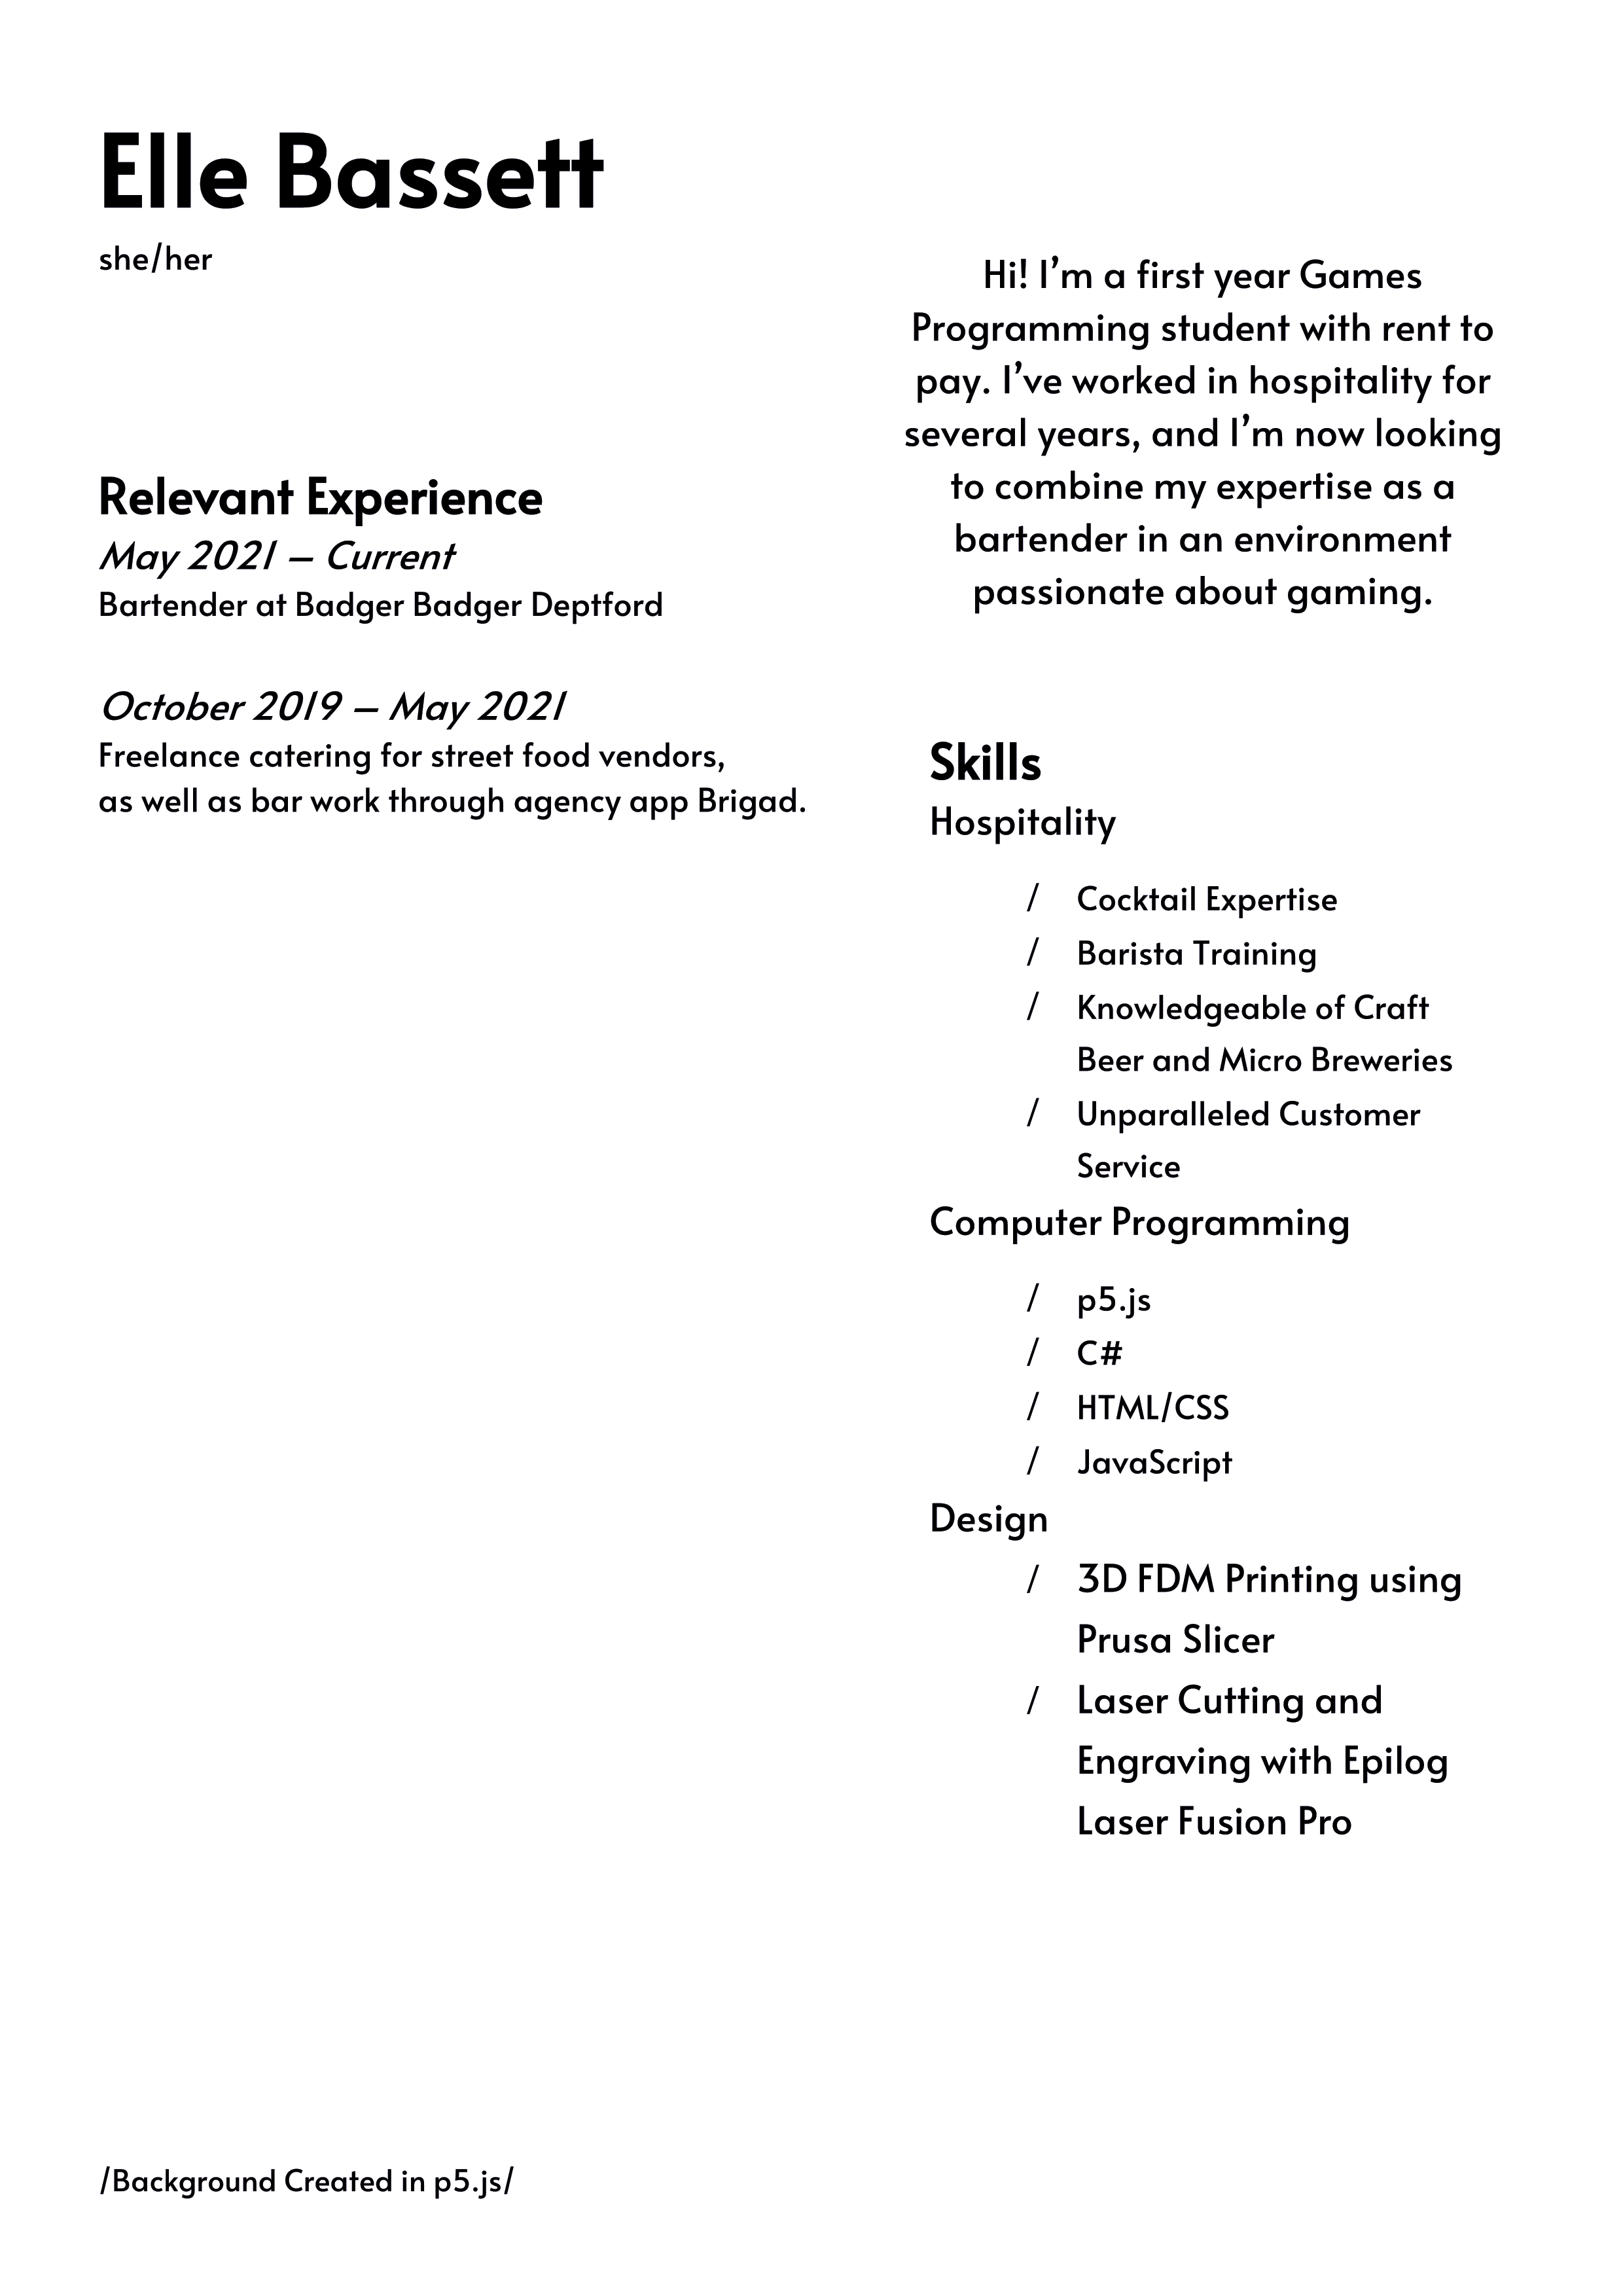 Elle Bassett
she/her
Hi! I’m a first year Games
Programming student with rent to
pay. I’ve worked in hospitality for
several years, and I’m now looking
to combine my expertise as a
bartender in an environment
passionate about gaming.
Relevant Experience
May 2021 – Current
Bartender at Badger Badger Deptford
October 2019 – May 2021
Freelance catering for street food vendors,
as well as bar work through agency app Brigad.
Skills
Hospitality
/ Cocktail Expertise
/ Barista Training
/ Knowledgeable of Craft
Beer and Micro Breweries
/ Unparalleled Customer
Service
Computer Programming
/ p5.js
/ C#
/ HTML/CSS
/ JavaScript
Design
/ 3D FDM Printing using
Prusa Slicer
/ Laser Cutting and
Engraving with Epilog
Laser Fusion Pro
/Background Created in p5.js/